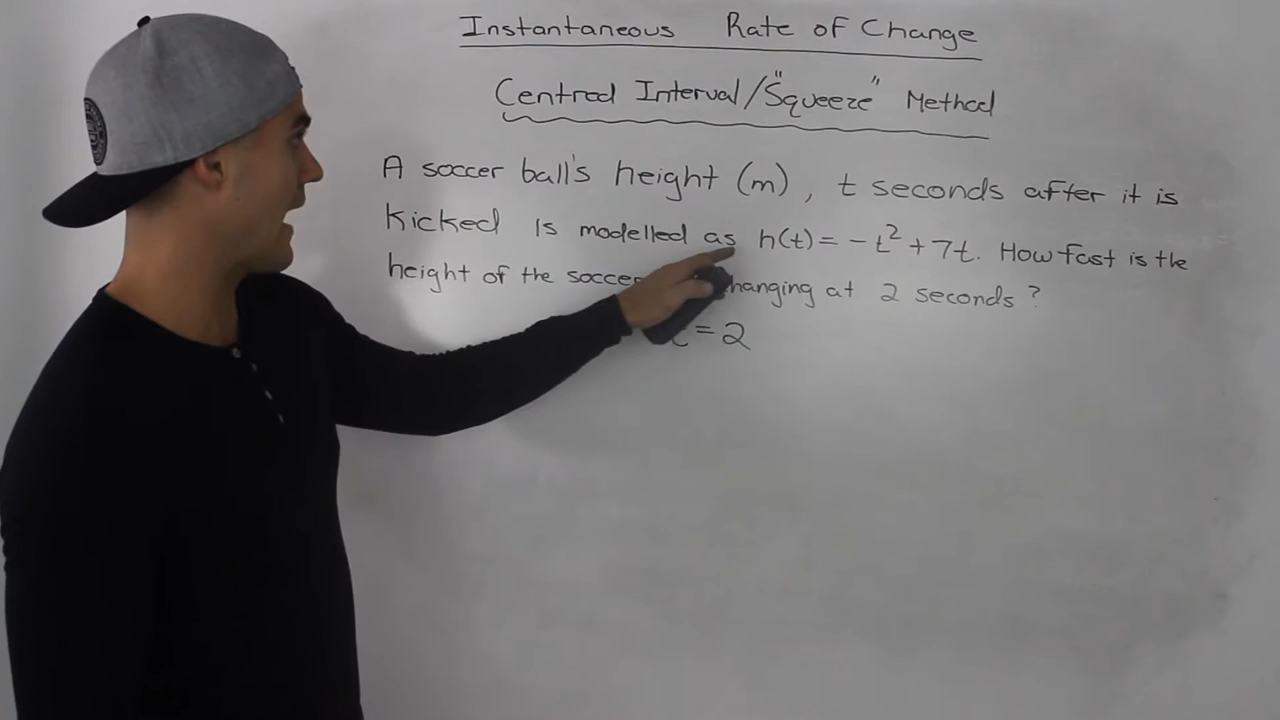 Instantaneous Rate of Change
Centred Interval/"Squeeze" Method
A soccer ball's height (m), t seconds after it is
kicked is modelled as h(t) = -t² + 7t. How fast is the
height of the soccer hanging at 2 seconds?
= 2